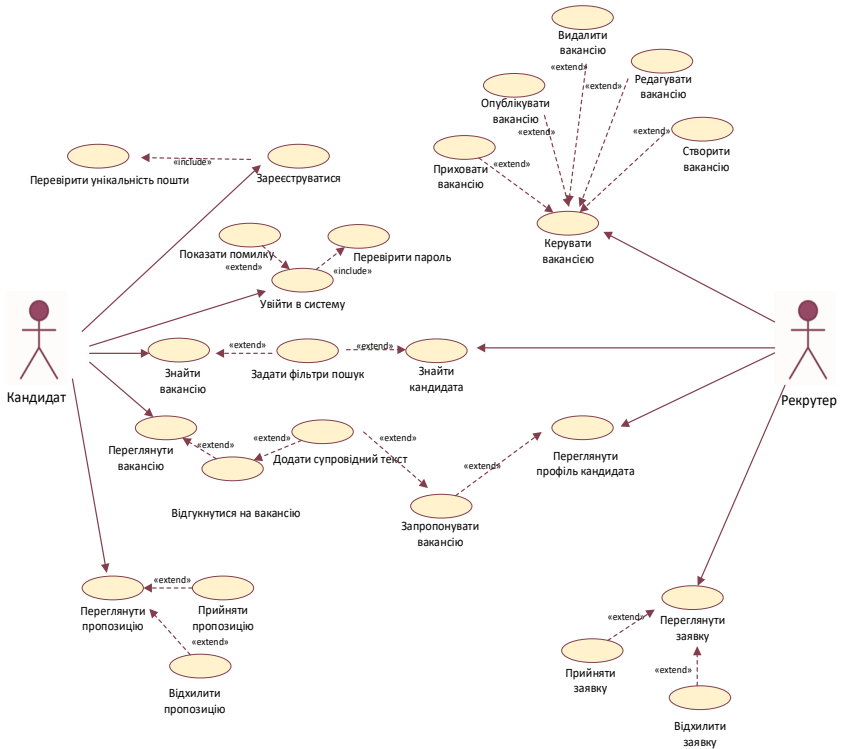 Видалити
вакансію
«extend»
Редагувати
вакансію
«extend»
Опублікувати
вакансію
«extend»
Створити
вакансію
«extend»
Приховати
вакансію
«extend»
Керувати
вакансією
Перевірити унікальність пошти
«include»
Зареєструватися
Показати помилку
«extend»
Перевірити пароль
«include»
Увійти в систему
Кандидат
Рекрутер
Знайти
вакансію
«extend»
Задати фільтри пошук
«extend»
Знайти
кандидата
Переглянути
вакансію
«extend»
«extend»
Додати супровідний текст
«extend»
Відгукнутися на вакансію
Запропонувати
вакансію
«extend»
Переглянути
профіль кандидата
Переглянути
пропозицію
«extend»
Прийняти
пропозицію
«extend»
Відхилити
пропозицію
Переглянути
заявку
«extend»
Прийняти
заявку
«extend»
Відхилити
заявку